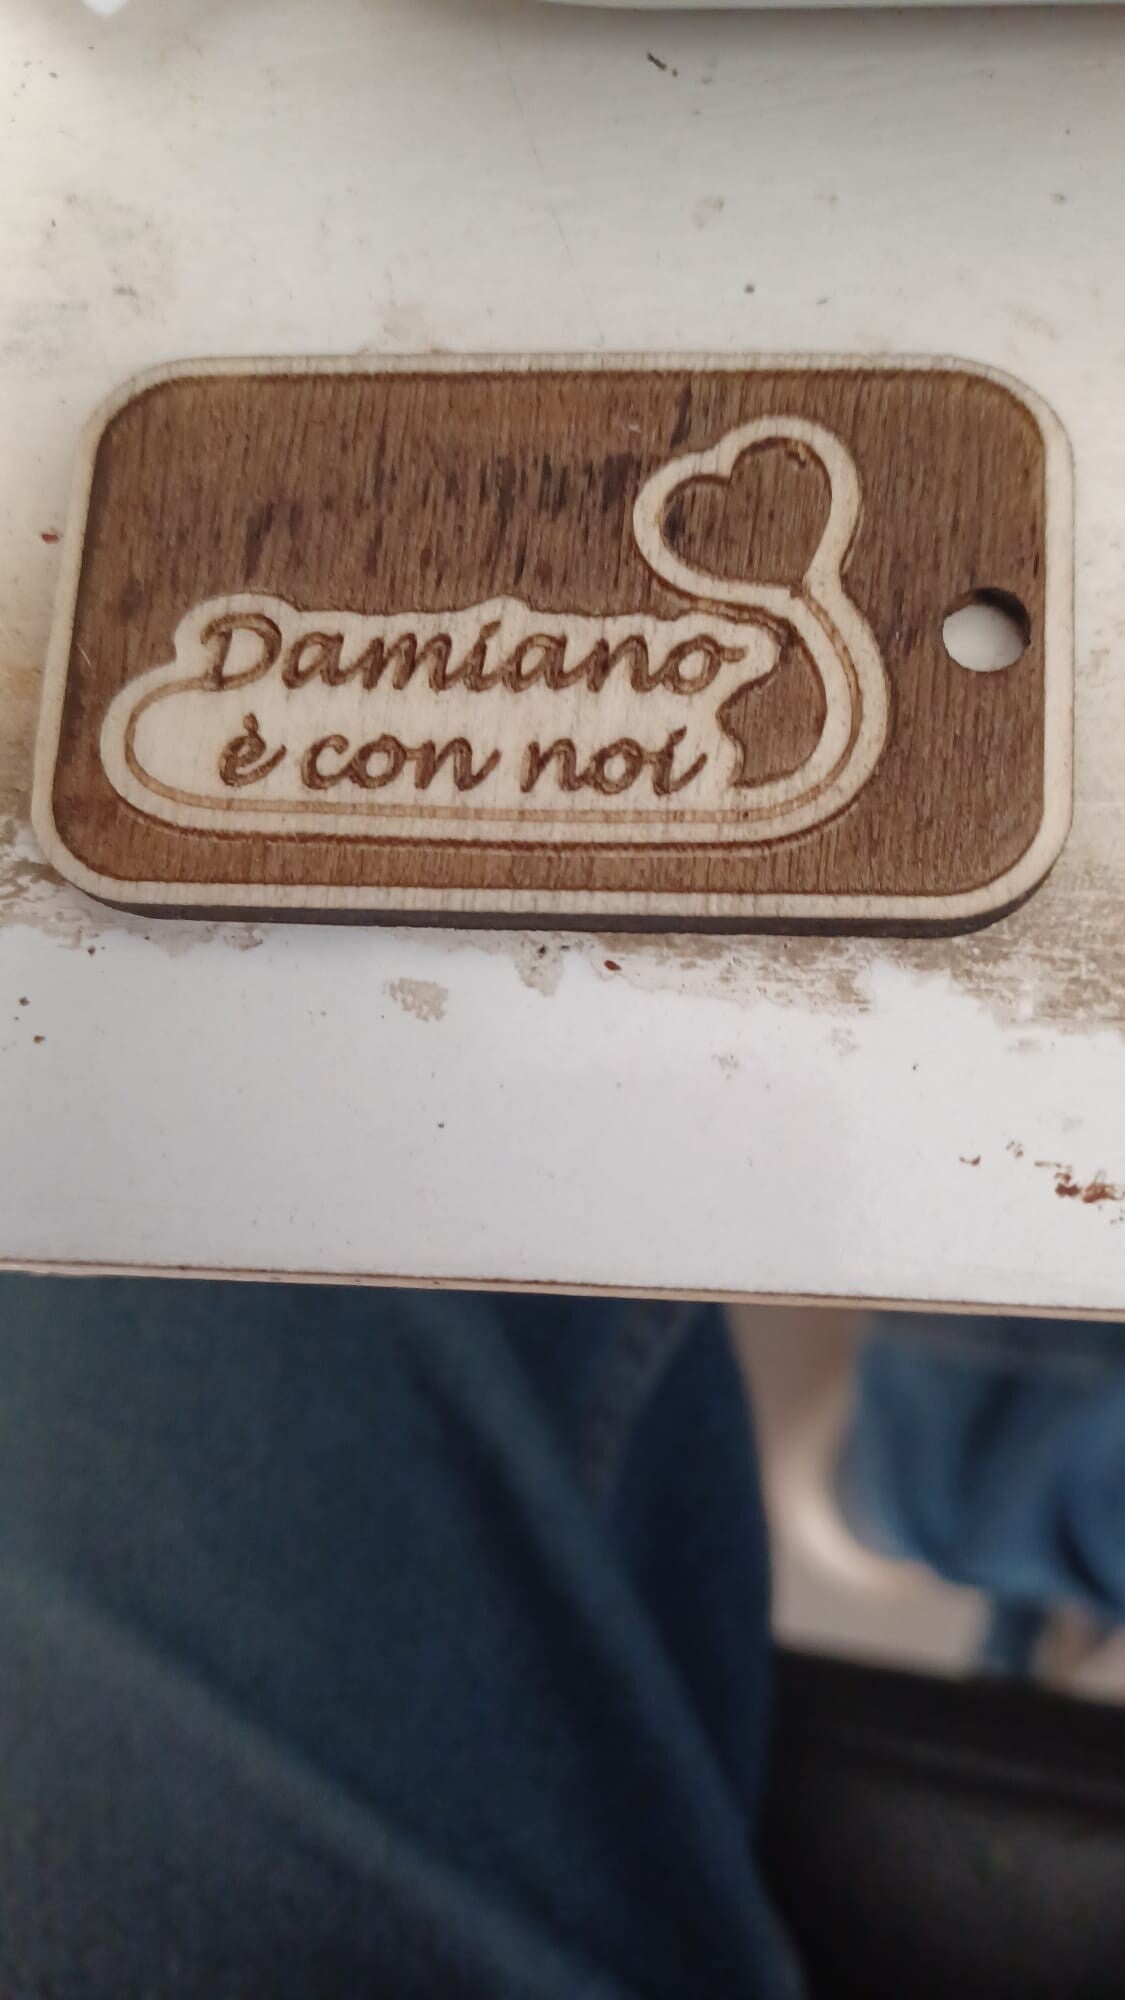 Damiano
è con noi